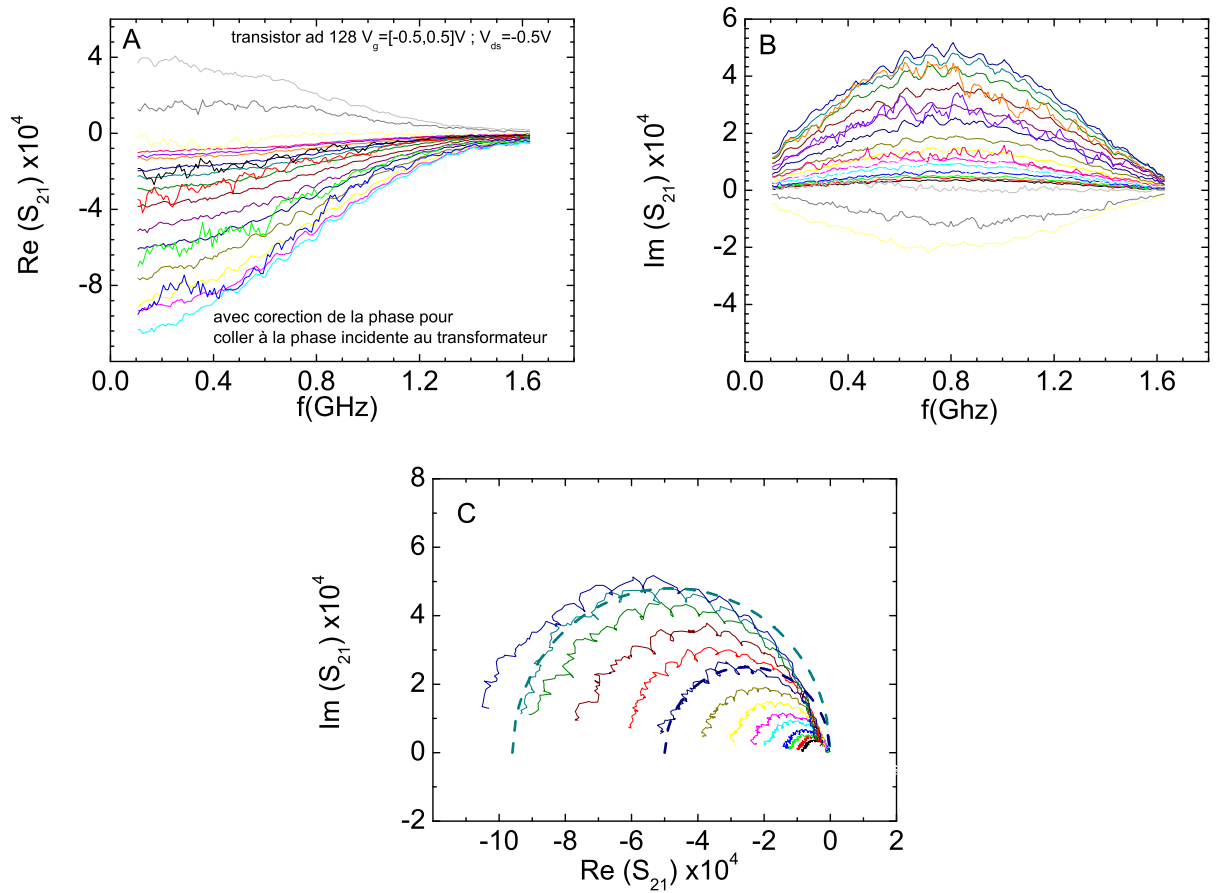 A
transistor ad 128 Vg=[-0.5,0.5]V ; Vds=-0.5V
4
0
-4
-8
Re (S21) x10^4
avec corection de la phase pour
coller à la phase incidente au transformateur
0.0 0.4 0.8 1.2 1.6
f(GHz)
B
6
4
2
0
-2
-4
Im (S21) x10^4
0.0 0.4 0.8 1.2 1.6
f(Ghz)
C
8
6
4
2
0
-2
Im (S21) x10^4
-10 -8 -6 -4 -2 0 2
Re (S21) x10^4